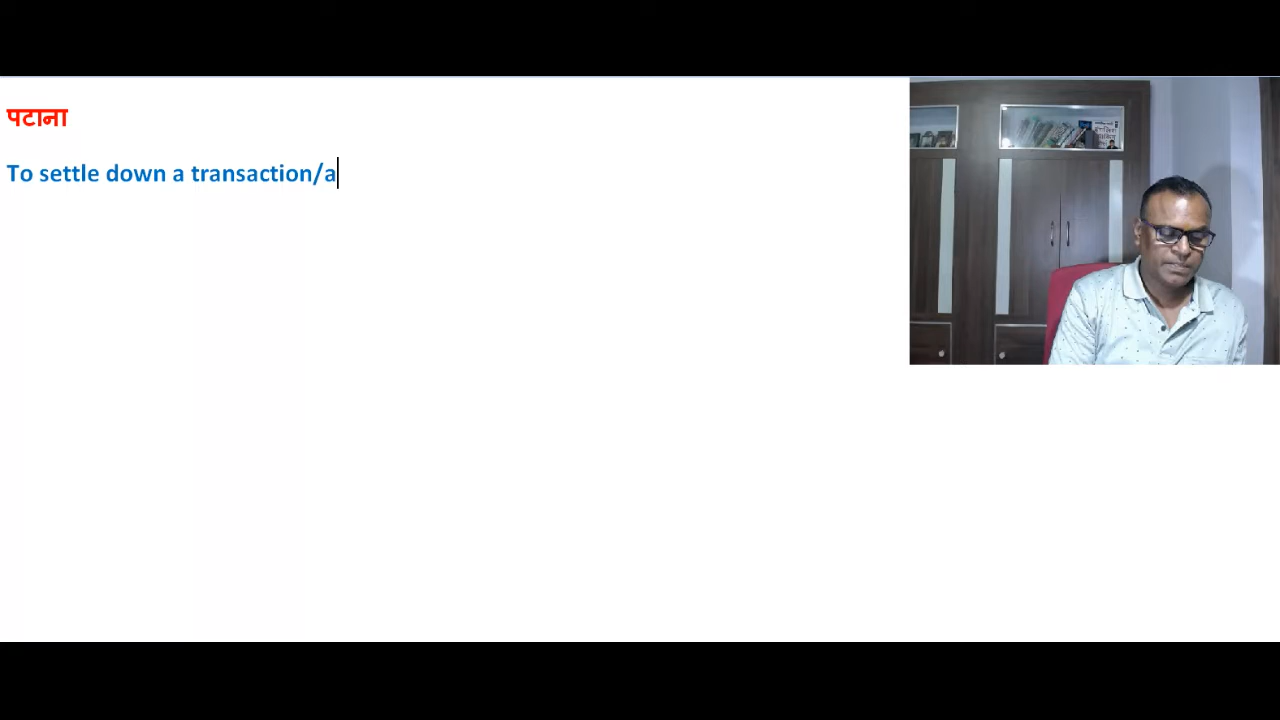 पटाना
To settle down a transaction/a